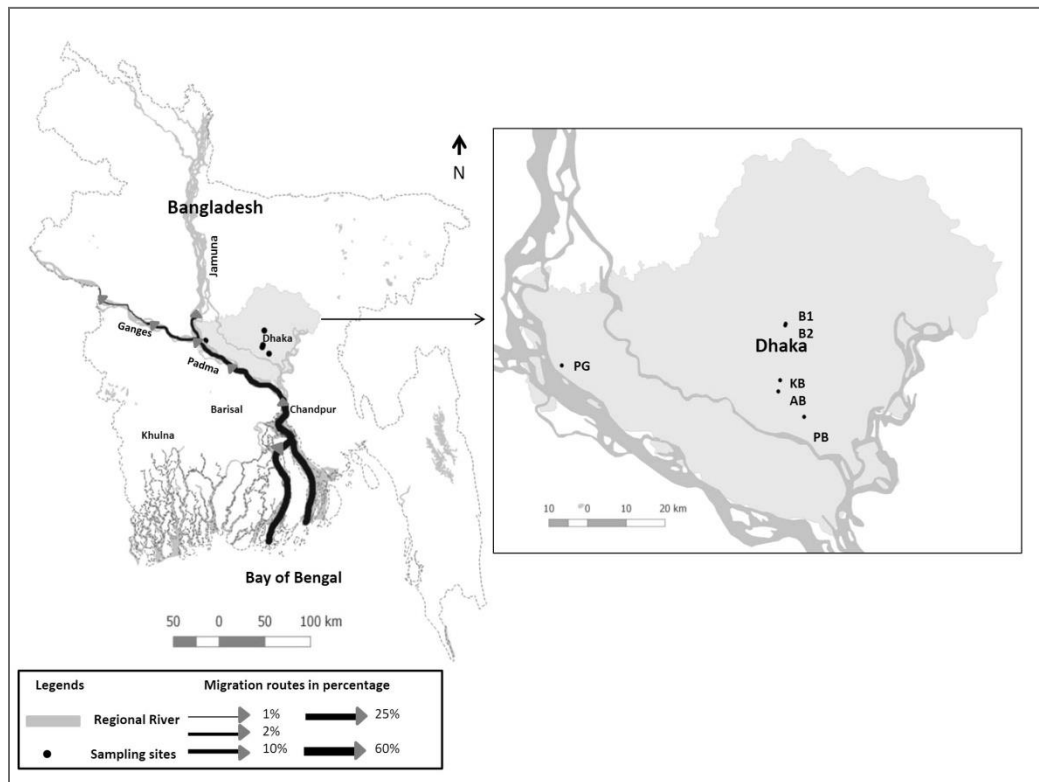 N
Bangladesh
Jamuna
Ganges
Dhaka
Padma
Barisal
Chandpur
Khulna
Bay of Bengal
50 0 50 100 km
B1
B2
Dhaka
PG
KB
AB
PB
10 0 10 20 km
Legends
Migration routes in percentage
Regional River
1%
25%
2%
Sampling sites
10%
60%